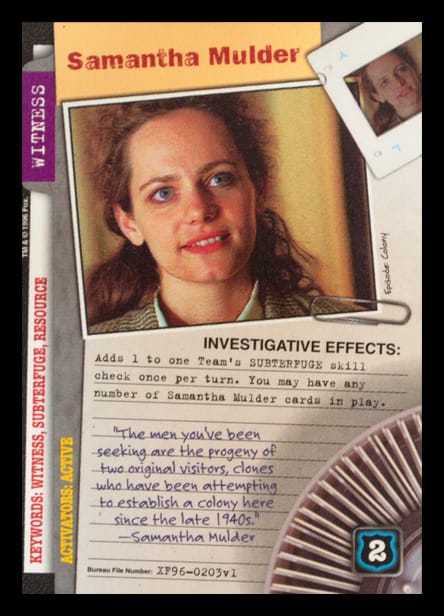 Samantha Mulder
WITNESS
TM & © 1996 Fox.
Episode: Colony
KEYWORDS: WITNESS, SUBTERFUGE, RESOURCE
ACTIVATORS: ACTIVE
INVESTIGATIVE EFFECTS:
Adds 1 to one Team's SUBTERFUGE skill
check once per turn. You may have any
number of Samantha Mulder cards in play.
"The men you've been
seeking are the progeny of
two original visitors, clones
who have been attempting
to establish a colony here
since the late 1940s."
—Samantha Mulder
2
Bureau File Number: XF96-0203v1